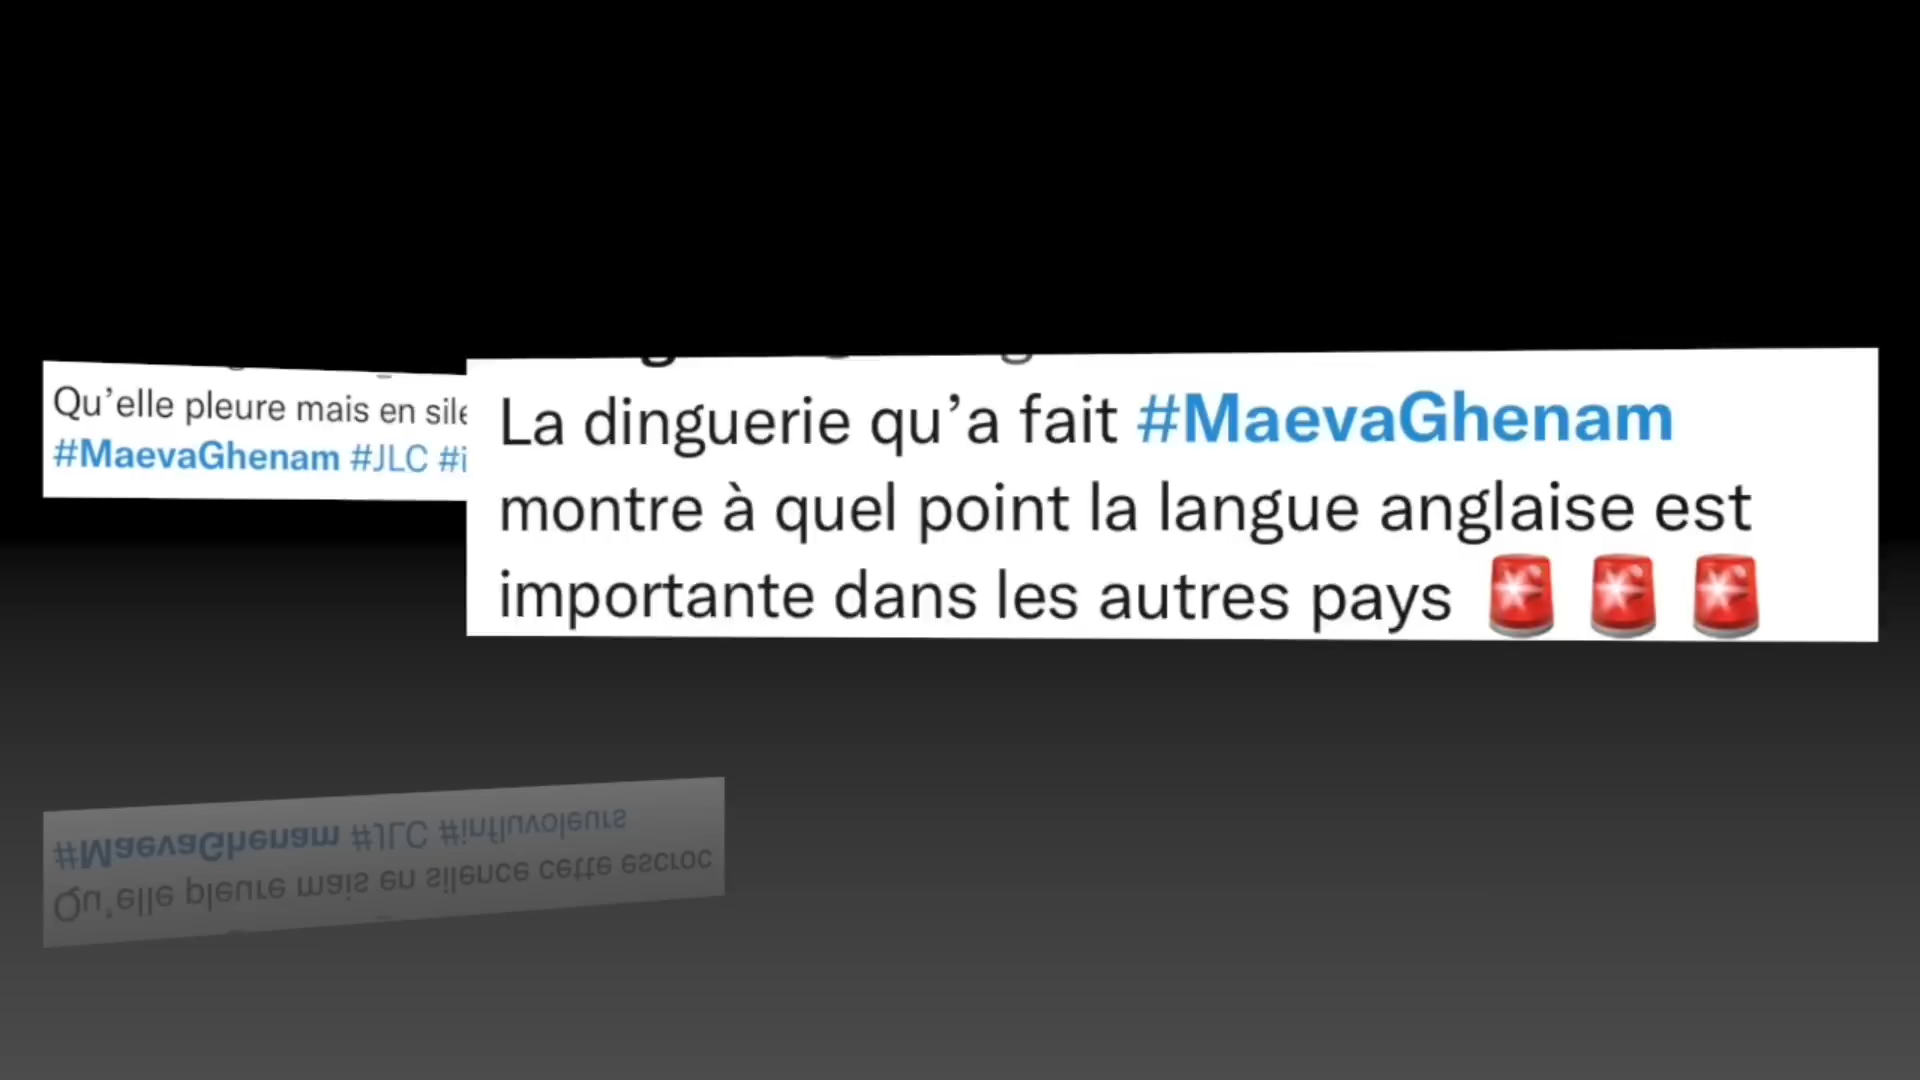 Qu’elle pleure mais en sile
#MaevaGhenam #JLC #i
La dinguerie qu’a fait #MaevaGhenam
montre à quel point la langue anglaise est
importante dans les autres pays 🚨 🚨 🚨
#MaevaGhenam #JLC #influvoleurs
Qu’elle pleure mais en silence cette escroc